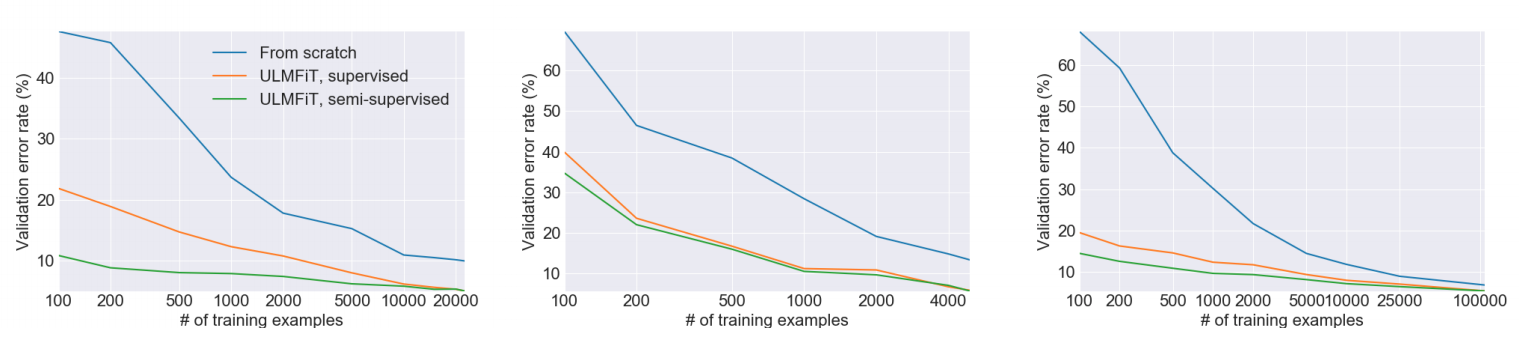 From scratch
ULMFiT, supervised
ULMFiT, semi-supervised
Validation error rate (%)
40
30
20
10
100 200 500 1000 2000 5000 10000 20000
# of training examples
Validation error rate (%)
60
50
40
30
20
10
100 200 500 1000 2000 4000
# of training examples
Validation error rate (%)
60
50
40
30
20
10
100 200 500 1000 2000 5000 10000 25000 100000
# of training examples